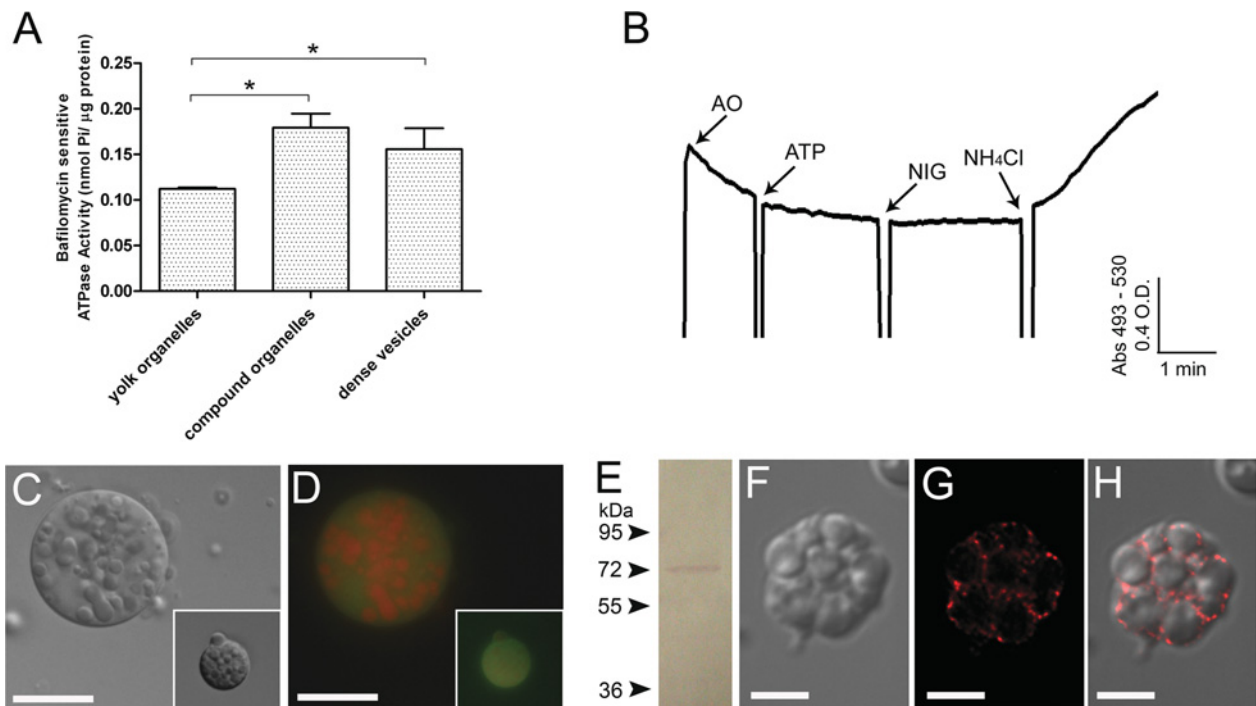 A
Bafilomycin sensitive
ATPase Activity (nmol Pi/ μg protein)
0.25
0.20
0.15
0.10
0.05
0.00
*
*
yolk organelles
compound organelles
dense vesicles
B
AO
ATP
NIG
NH₄Cl
Abs 493 - 530
0.4 O.D.
1 min
C
D
E
kDa
95
72
55
36
F
G
H